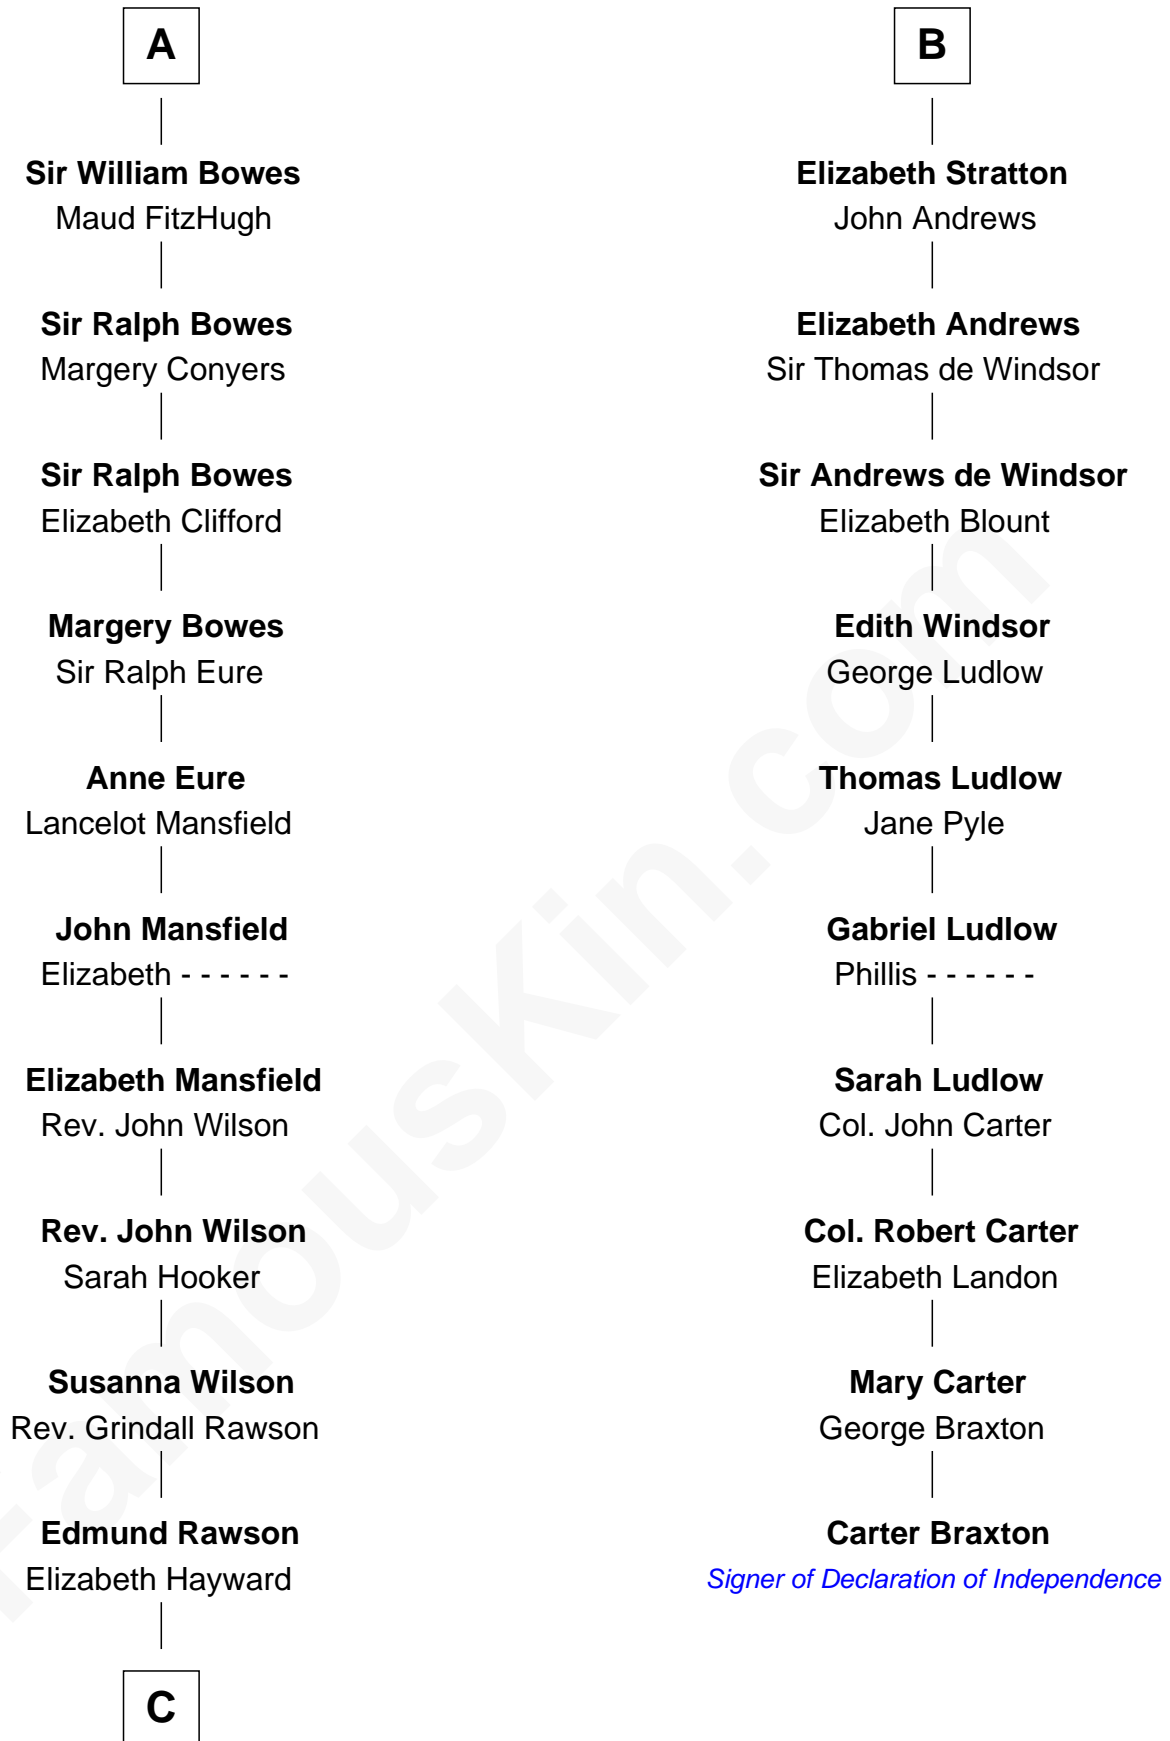 A
Sir William Bowes
Maud FitzHugh
Sir Ralph Bowes
Margery Conyers
Sir Ralph Bowes
Elizabeth Clifford
Margery Bowes
Sir Ralph Eure
Anne Eure
Lancelot Mansfield
John Mansfield
Elizabeth - - - - - -
Elizabeth Mansfield
Rev. John Wilson
Rev. John Wilson
Sarah Hooker
Susanna Wilson
Rev. Grindall Rawson
Edmund Rawson
Elizabeth Hayward
C
B
Elizabeth Stratton
John Andrews
Elizabeth Andrews
Sir Thomas de Windsor
Sir Andrews de Windsor
Elizabeth Blount
Edith Windsor
George Ludlow
Thomas Ludlow
Jane Pyle
Gabriel Ludlow
Phillis - - - - - -
Sarah Ludlow
Col. John Carter
Col. Robert Carter
Elizabeth Landon
Mary Carter
George Braxton
Carter Braxton
Signer of Declaration of Independence
FamousKin.com